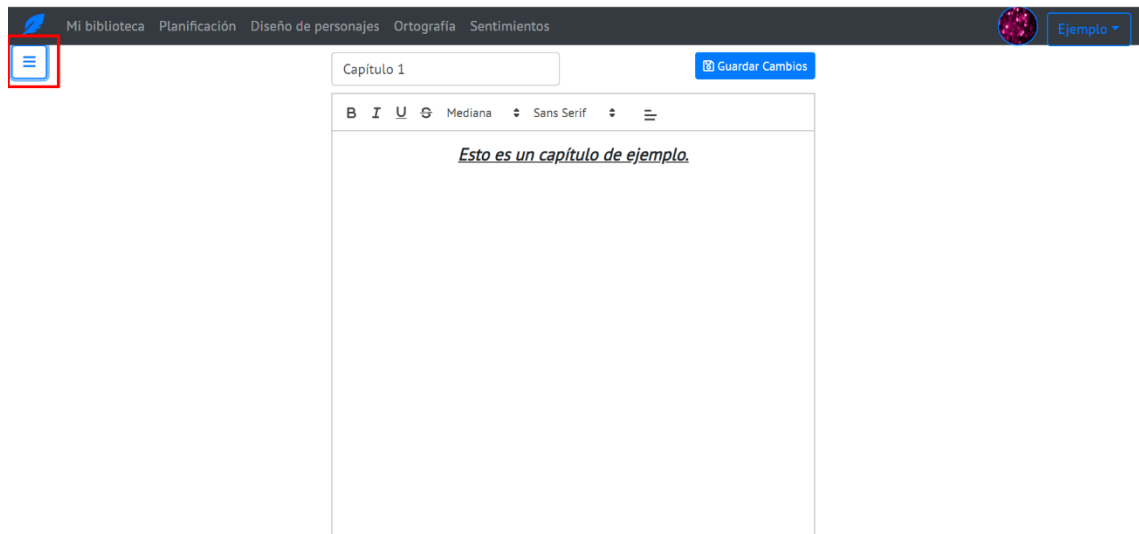 Mi biblioteca Planificación Diseño de personajes Ortografía Sentimientos Ejemplo
Capítulo 1 Guardar Cambios
B I U S Mediana Sans Serif
Esto es un capítulo de ejemplo.